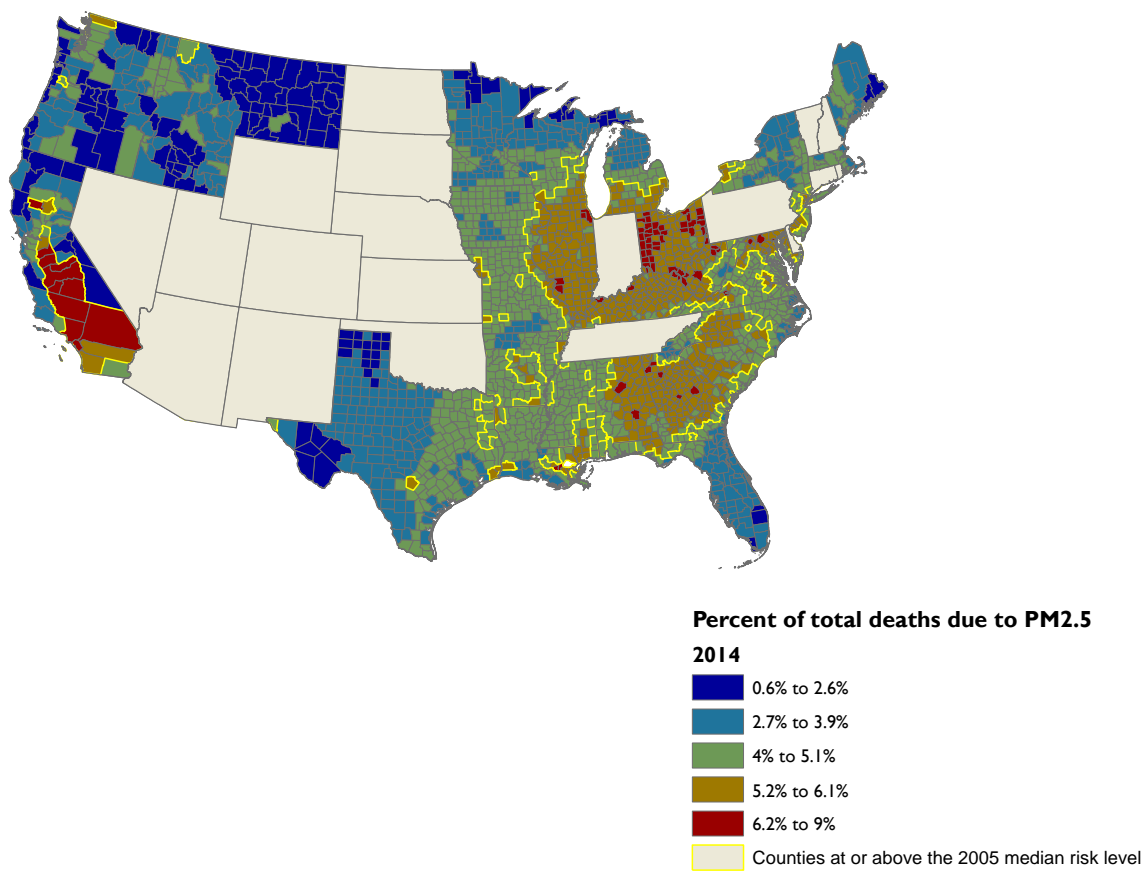 Percent of total deaths due to PM2.5
2014
0.6% to 2.6%
2.7% to 3.9%
4% to 5.1%
5.2% to 6.1%
6.2% to 9%
Counties at or above the 2005 median risk level